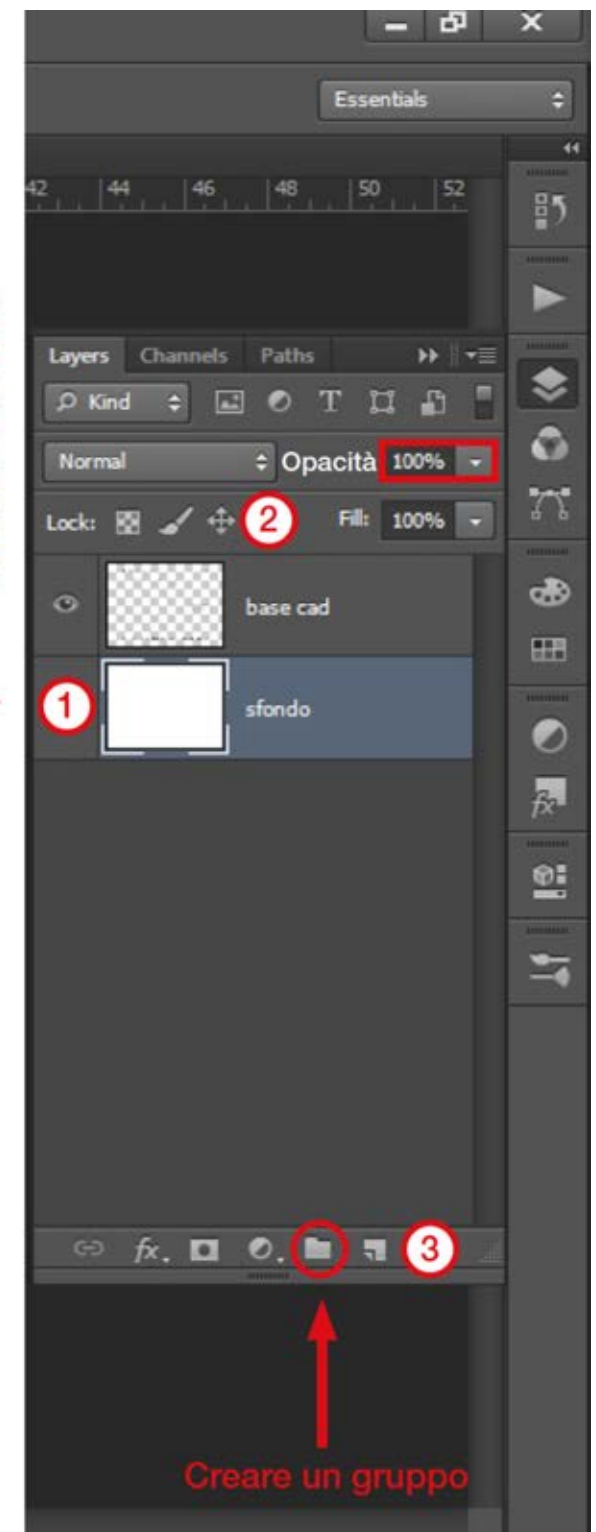 Essentials
42 44 46 48 50 52
Layers Channels Paths
Kind T
Normal Opacità 100%
Lock: 2 Fill: 100%
base cad
1 sfondo
fx. 3
Creare un gruppo